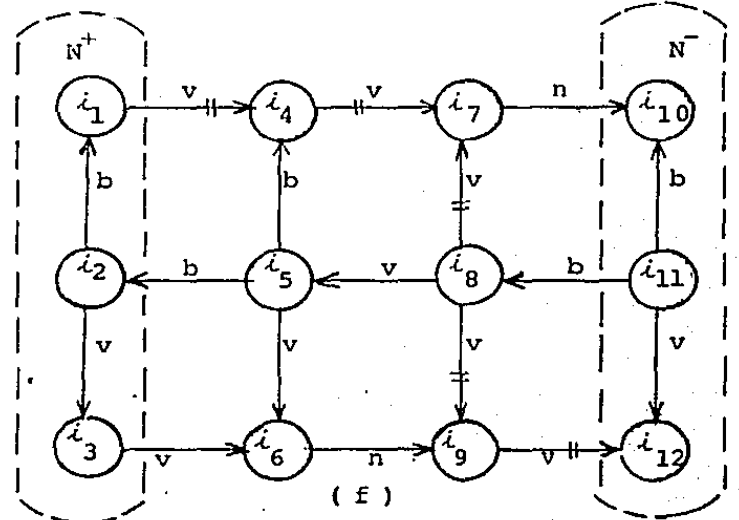 N⁺ N⁻
i₁ v i₄ v i₇ n i₁₀
b b v b
i₂ b i₅ v i₈ b i₁₁
v v v v
i₃ v i₆ n i₉ v i₁₂
(f)